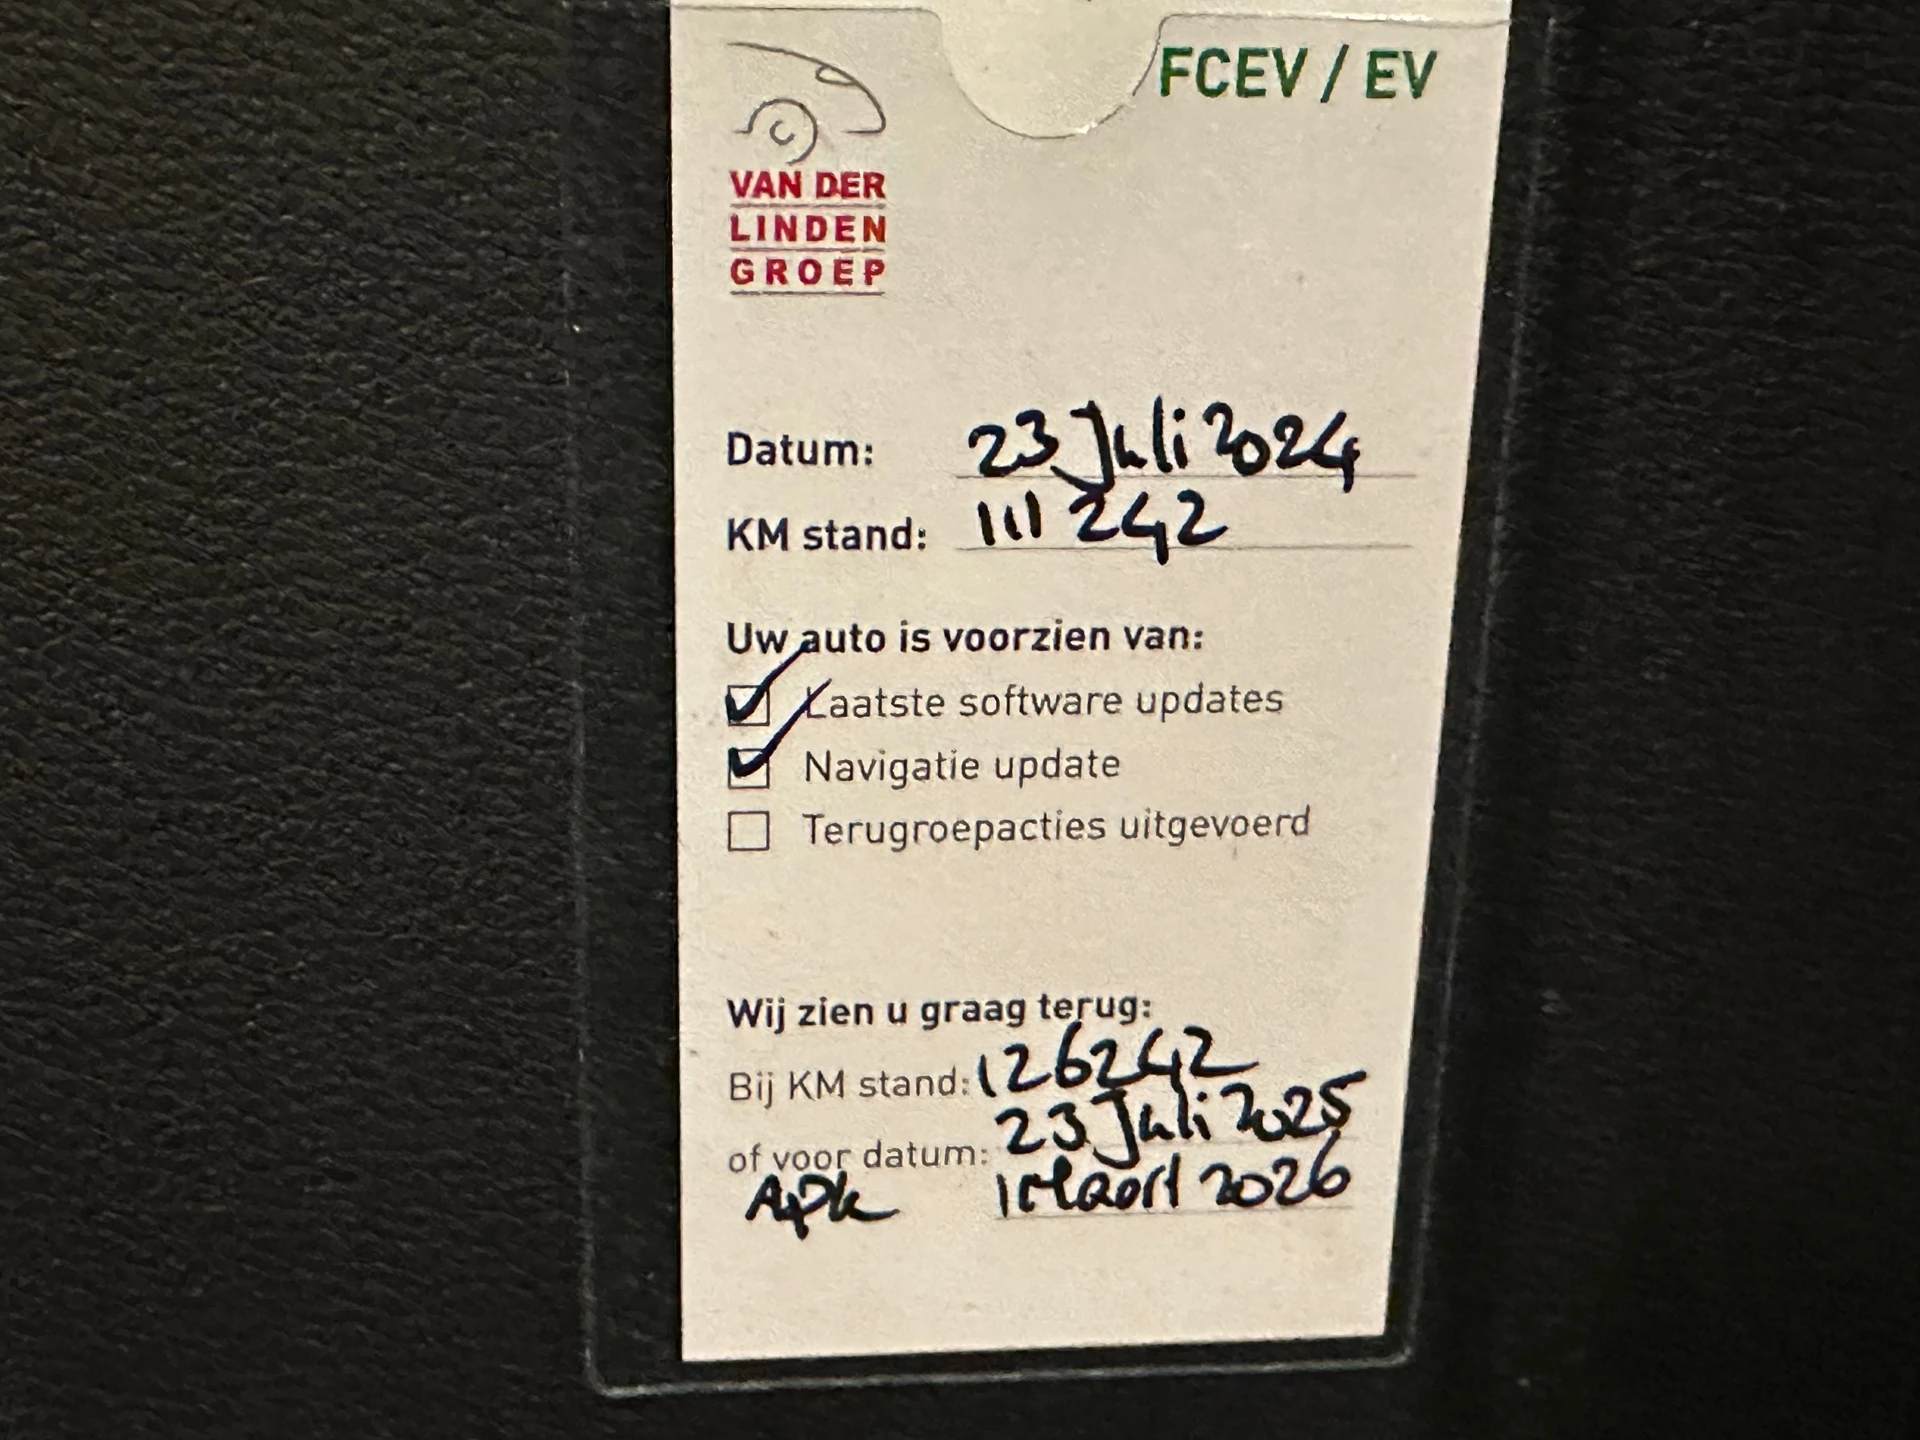 FCEV / EV
VAN DER
LINDEN
GROEP
Datum: 23 Juli 2024
KM stand: 111 242
Uw auto is voorzien van:
Laatste software updates
Navigatie update
Terugroepacties uitgevoerd
Wij zien u graag terug:
Bij KM stand: 126242
of voor datum: 23 Juli 2025
APk 1 Maart 2026